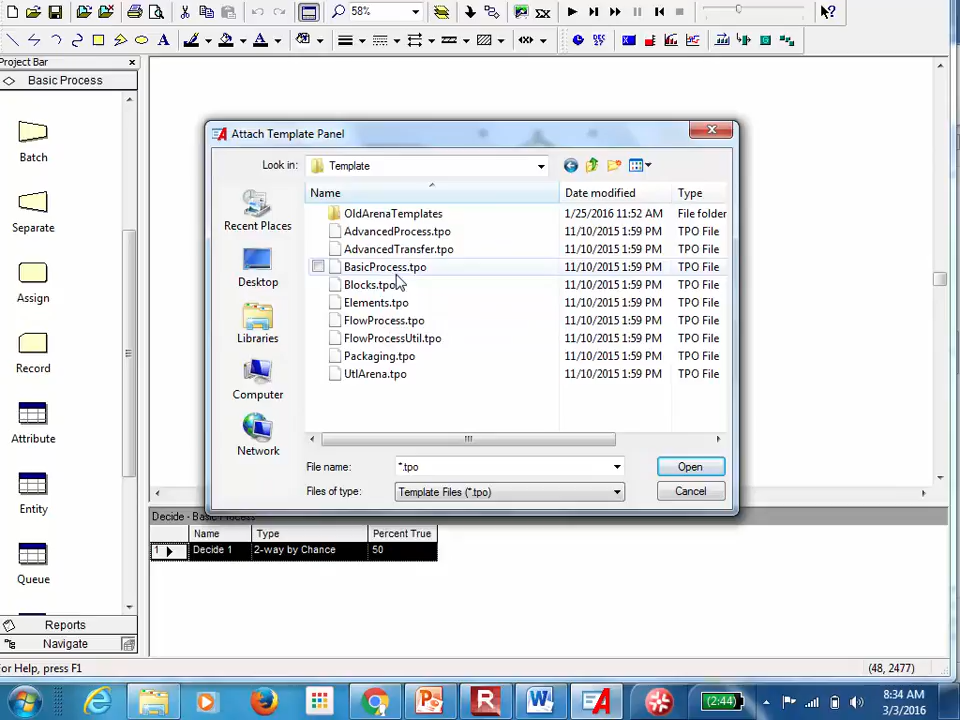 58%
Project Bar
Basic Process
Batch
Separate
Assign
Record
Attribute
Entity
Queue
Reports
Navigate
Attach Template Panel
Look in: Template
Name Date modified Type
OldArenaTemplates 1/25/2016 11:52 AM File folder
AdvancedProcess.tpo 11/10/2015 1:59 PM TPO File
AdvancedTransfer.tpo 11/10/2015 1:59 PM TPO File
BasicProcess.tpo 11/10/2015 1:59 PM TPO File
Blocks.tpo 11/10/2015 1:59 PM TPO File
Elements.tpo 11/10/2015 1:59 PM TPO File
FlowProcess.tpo 11/10/2015 1:59 PM TPO File
FlowProcessUtil.tpo 11/10/2015 1:59 PM TPO File
Packaging.tpo 11/10/2015 1:59 PM TPO File
UtlArena.tpo 11/10/2015 1:59 PM TPO File
Recent Places
Desktop
Libraries
Computer
Network
File name: *.tpo Open
Files of type: Template Files (*.tpo) Cancel
Decide - Basic Process
Name Type Percent True
1 Decide 1 2-way by Chance 50
or Help, press F1 (48, 2477)
(2:44) 8:34 AM
3/3/2016